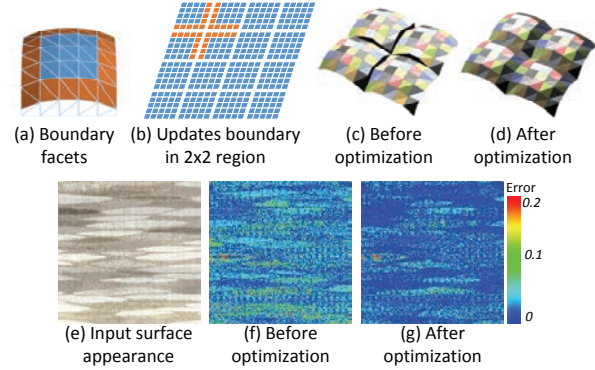 (a) Boundary
facets
(b) Updates boundary
in 2x2 region
(c) Before
optimization
(d) After
optimization
Error
0.2
0.1
0
(e) Input surface
appearance
(f) Before
optimization
(g) After
optimization